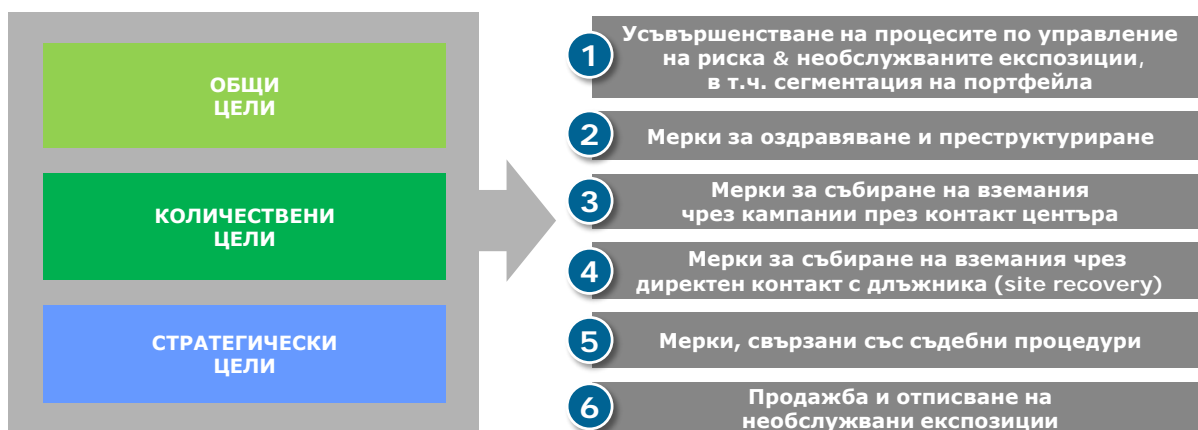 ОБЩИ
ЦЕЛИ
КОЛИЧЕСТВЕНИ
ЦЕЛИ
СТРАТЕГИЧЕСКИ
ЦЕЛИ
1
Усъвършенстване на процесите по управление
на риска & необслужваните експозиции,
в т.ч. сегментация на портфейла
2
Мерки за оздравяване и преструктуриране
3
Мерки за събиране на вземания
чрез кампании през контакт центъра
4
Мерки за събиране на вземания чрез
директен контакт с длъжника (site recovery)
5
Мерки, свързани със съдебни процедури
6
Продажба и отписване на
необслужвани експозиции